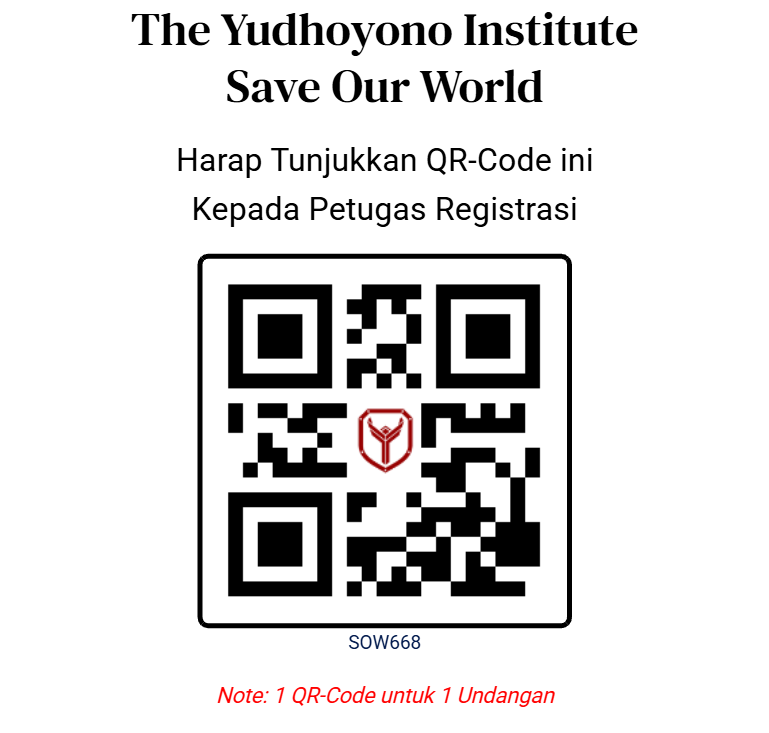 The Yudhoyono Institute
Save Our World
Harap Tunjukkan QR-Code ini
Kepada Petugas Registrasi
SOW668
Note: 1 QR-Code untuk 1 Undangan